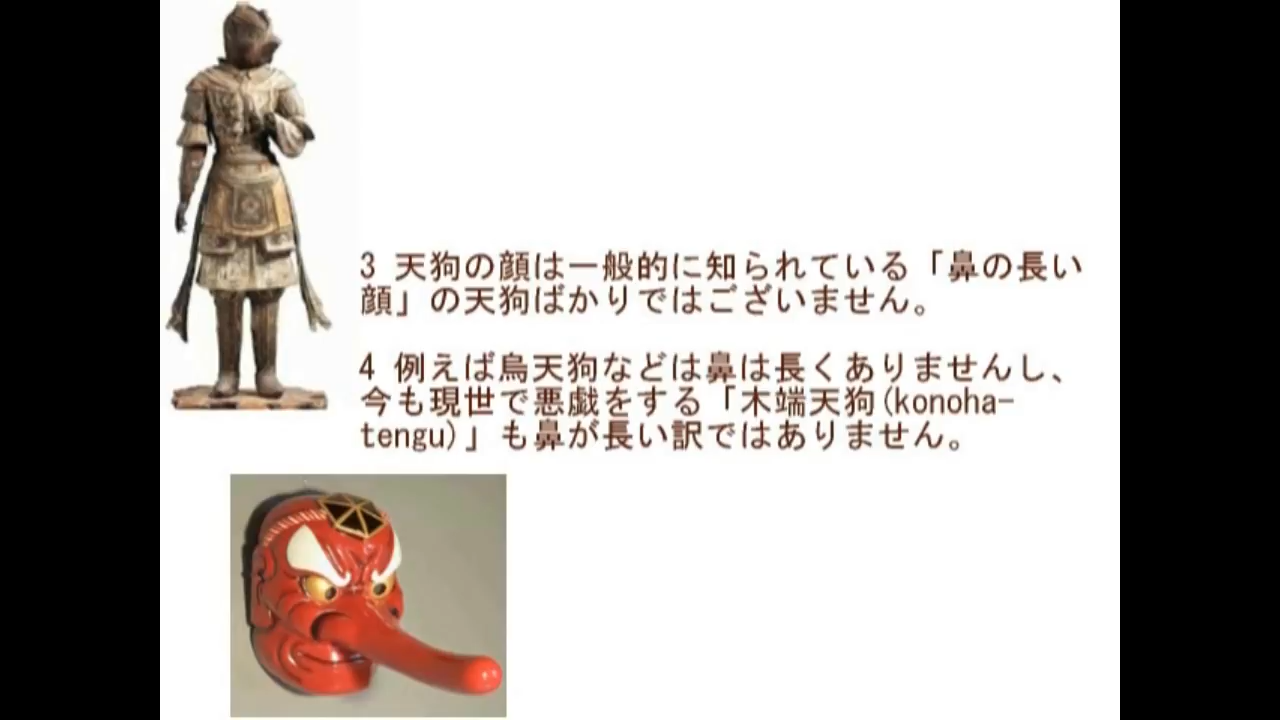 3 天狗の顔は一般的に知られている「鼻の長い
顔」の天狗ばかりではございません。
4 例えば烏天狗などは鼻は長くありませんし、
今も現世で悪戯をする「木端天狗(konoha-
tengu)」も鼻が長い訳ではありません。